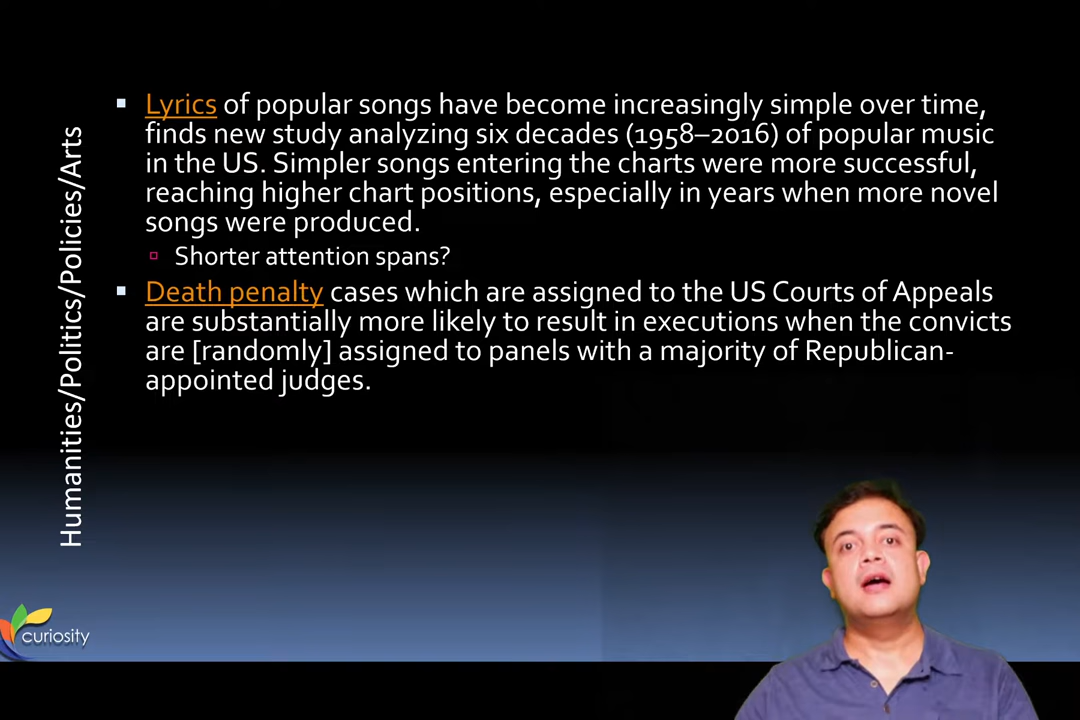 Humanities/Politics/Policies/Arts
Lyrics of popular songs have become increasingly simple over time,
finds new study analyzing six decades (1958–2016) of popular music
in the US. Simpler songs entering the charts were more successful,
reaching higher chart positions, especially in years when more novel
songs were produced.
Shorter attention spans?
Death penalty cases which are assigned to the US Courts of Appeals
are substantially more likely to result in executions when the convicts
are [randomly] assigned to panels with a majority of Republican-
appointed judges.
curiosity